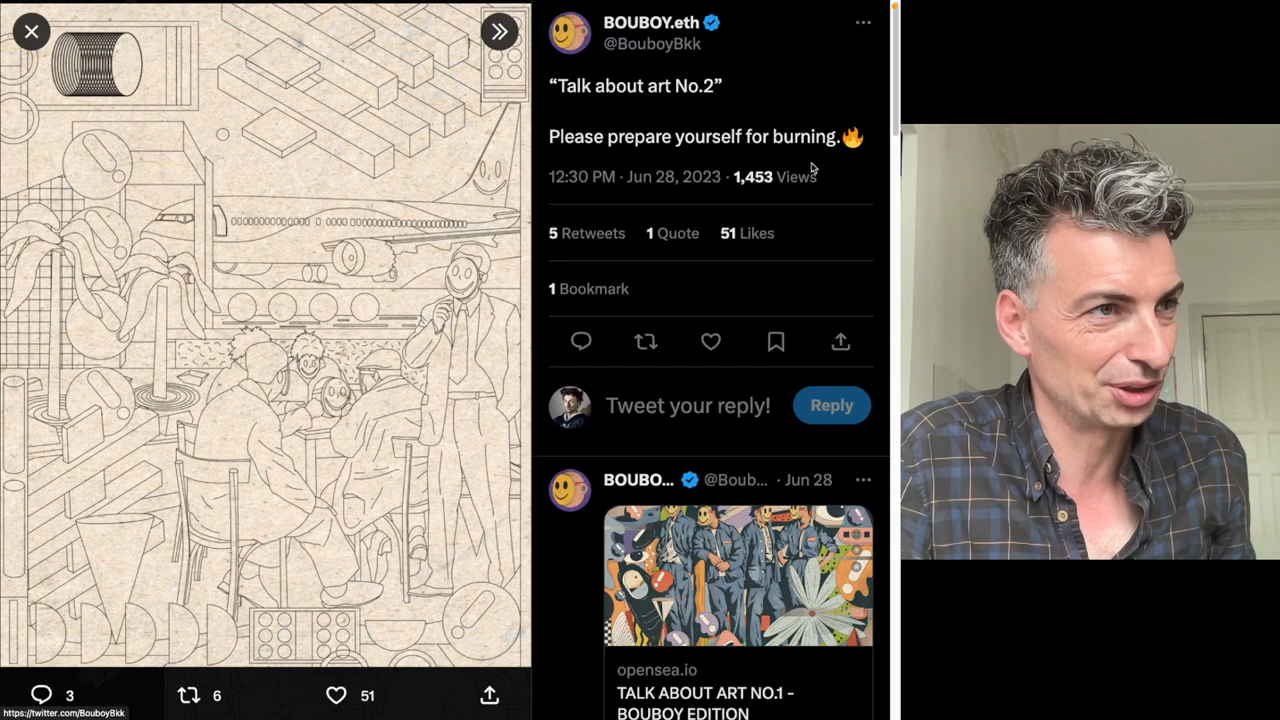 BOUBOY.eth
@BouboyBkk
“Talk about art No.2”
Please prepare yourself for burning.🔥
12:30 PM · Jun 28, 2023 · 1,453 Views
5 Retweets 1 Quote 51 Likes
1 Bookmark
Tweet your reply!
Reply
BOUBO... @Boub... · Jun 28
opensea.io
TALK ABOUT ART NO.1 -
BOUBOY EDITION
3 6 51
https://twitter.com/BouboyBkk